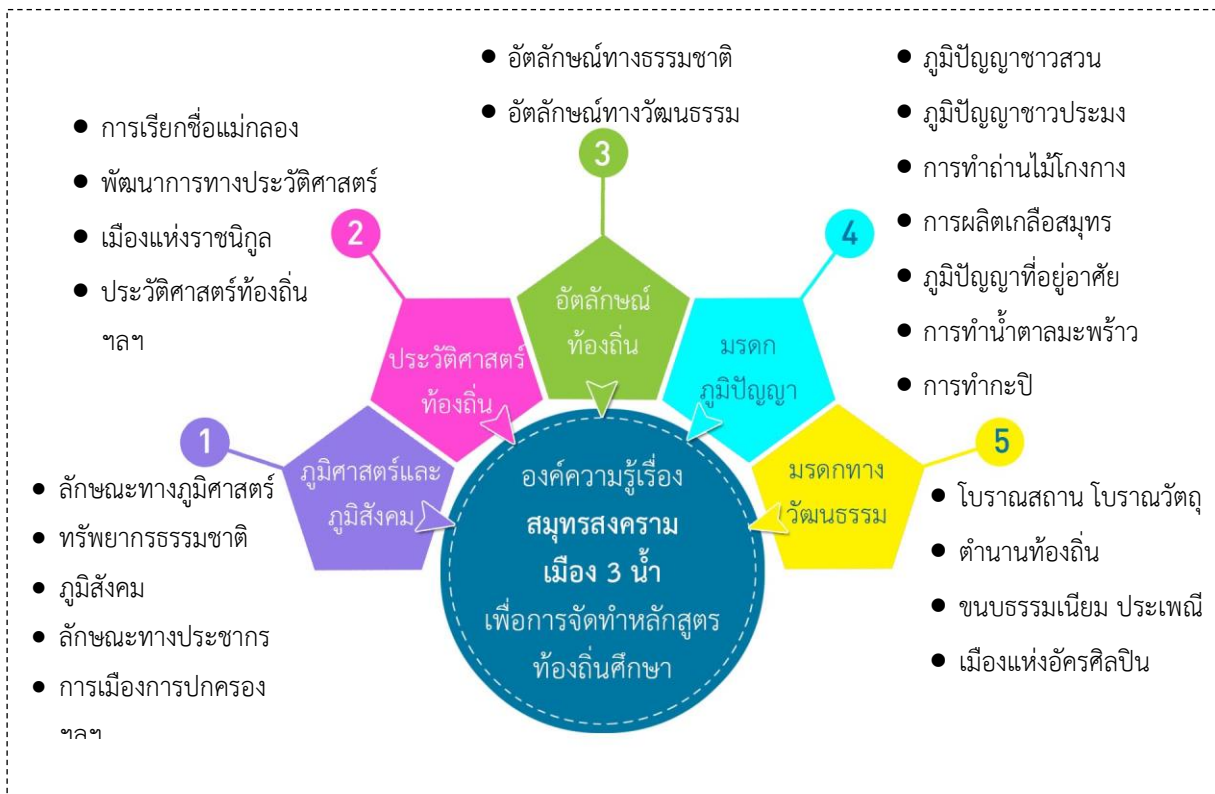 1
ภูมิศาสตร์และ
ภูมิสังคม
● ลักษณะทางภูมิศาสตร์
● ทรัพยากรธรรมชาติ
● ภูมิสังคม
● ลักษณะทางประชากร
● การเมืองการปกครอง
ฯลฯ
2
ประวัติศาสตร์
ท้องถิ่น
● การเรียกชื่อแม่กลอง
● พัฒนาการทางประวัติศาสตร์
● เมืองแห่งราชนิกูล
● ประวัติศาสตร์ท้องถิ่น
ฯลฯ
3
อัตลักษณ์
ท้องถิ่น
● อัตลักษณ์ทางธรรมชาติ
● อัตลักษณ์ทางวัฒนธรรม
4
มรดก
ภูมิปัญญา
● ภูมิปัญญาชาวสวน
● ภูมิปัญญาชาวประมง
● การทำถ่านไม้โกงกาง
● การผลิตเกลือสมุทร
● ภูมิปัญญาที่อยู่อาศัย
● การทำน้ำตาลมะพร้าว
● การทำกะปิ
5
มรดกทาง
วัฒนธรรม
● โบราณสถาน โบราณวัตถุ
● ตำนานท้องถิ่น
● ขนบธรรมเนียม ประเพณี
● เมืองแห่งอัครศิลปิน
องค์ความรู้เรื่อง
สมุทรสงคราม
เมือง 3 น้ำ
เพื่อการจัดทำหลักสูตร
ท้องถิ่นศึกษา